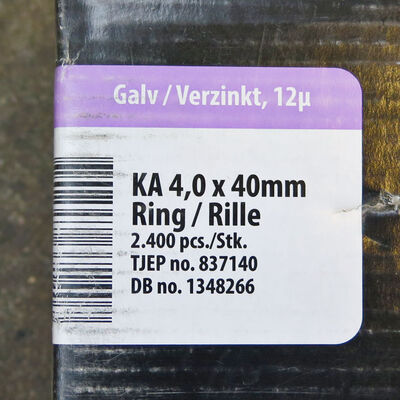 Galv / Verzinkt, 12µ
KA 4,0 x 40mm
Ring / Rille
2.400 pcs./Stk.
TJEP no. 837140
DB no. 1348266